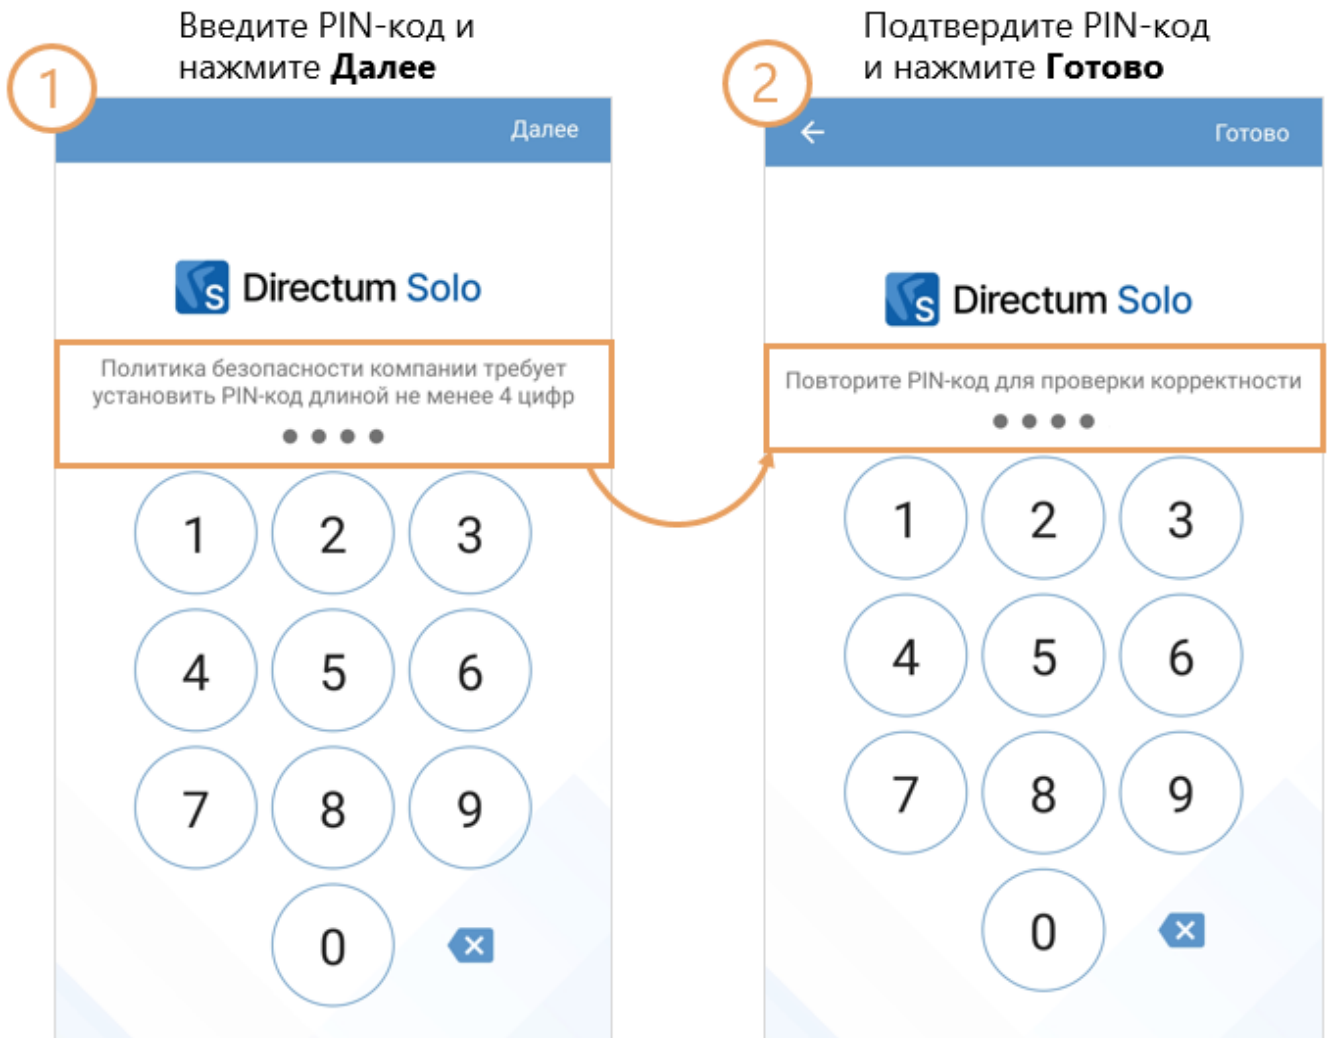 1
Введите PIN-код и
нажмите Далее
Далее
Directum Solo
Политика безопасности компании требует
установить PIN-код длиной не менее 4 цифр
1 2 3
4 5 6
7 8 9
0
2
Подтвердите PIN-код
и нажмите Готово
Готово
Directum Solo
Повторите PIN-код для проверки корректности
1 2 3
4 5 6
7 8 9
0